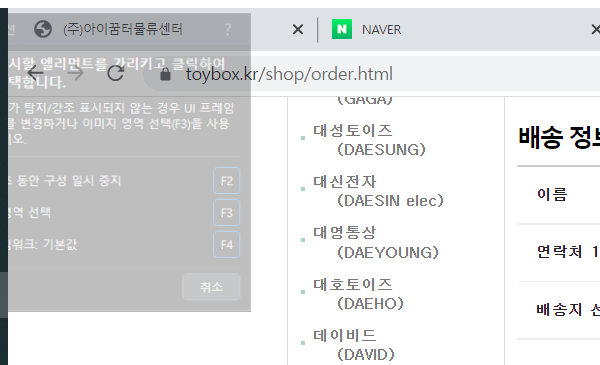 (주)아이꿈터물류센터
?
NAVER
시할 엘리먼트를 가리키고 클릭하여
택합니다.
toybox.kr/shop/order.html
가 탐지/강조 표시되지 않는 경우 UI 프레임
를 변경하거나 이미지 영역 선택(F3)를 사용
오.
동안 구성 일시 중지
F2
영역 선택
F3
임워크: 기본값
F4
취소
(GAGA)
대성토이즈
(DAESUNG)
대신전자
(DAESIN elec)
대명통상
(DAEYOUNG)
대호토이즈
(DAEHO)
데이비드
(DAVID)
배송 정보
이름
연락처 1
배송지 선